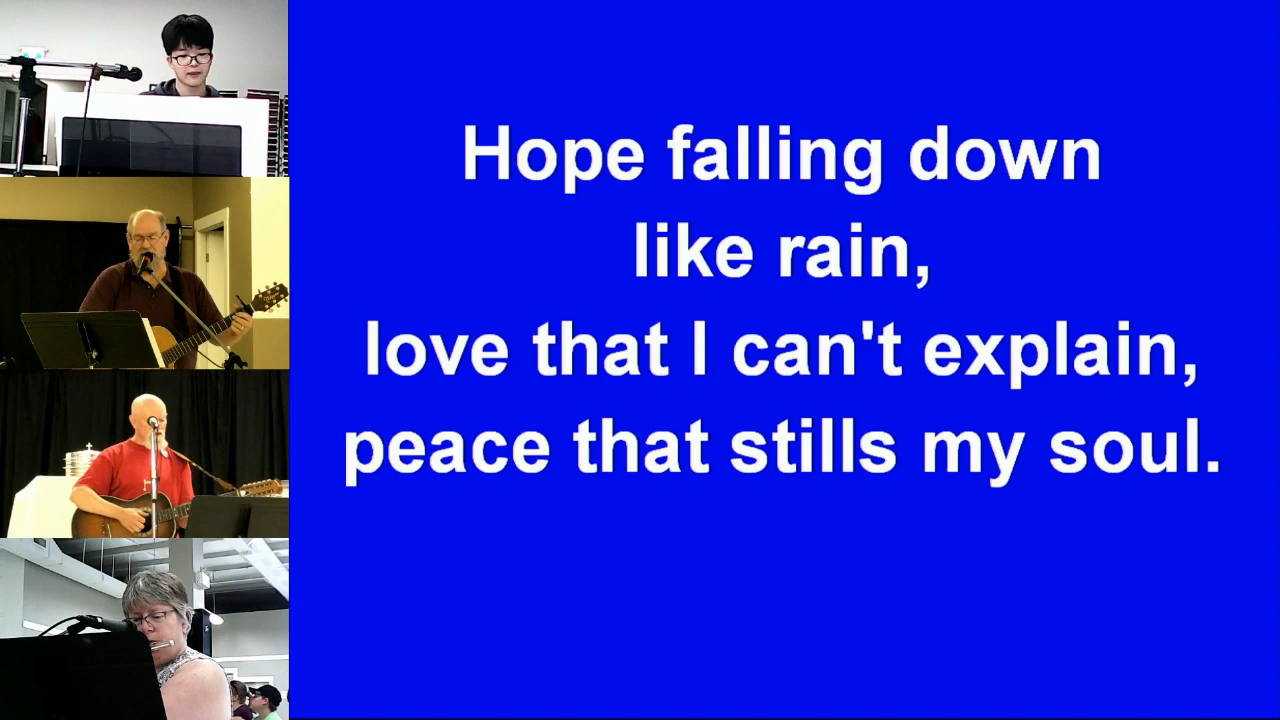 Hope falling down
like rain,
love that I can't explain,
peace that stills my soul.